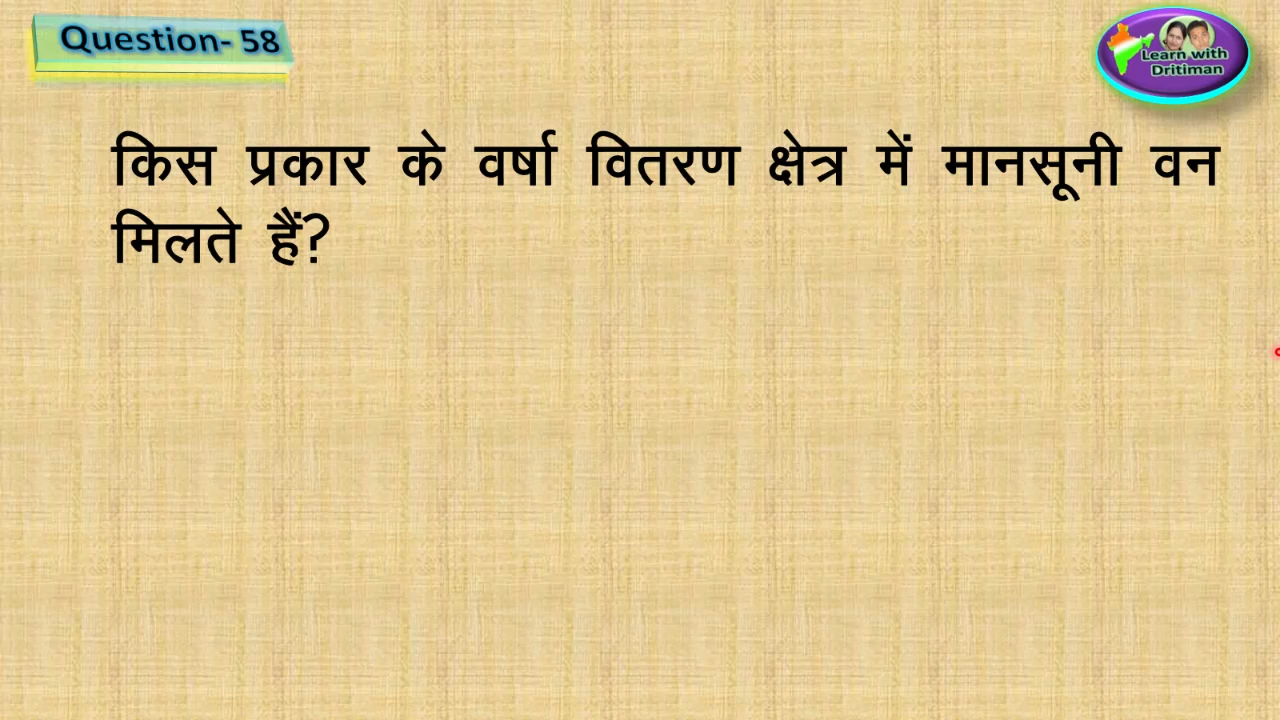 Question- 58
Learn with
Dritiman
किस प्रकार के वर्षा वितरण क्षेत्र में मानसूनी वन
मिलते हैं?